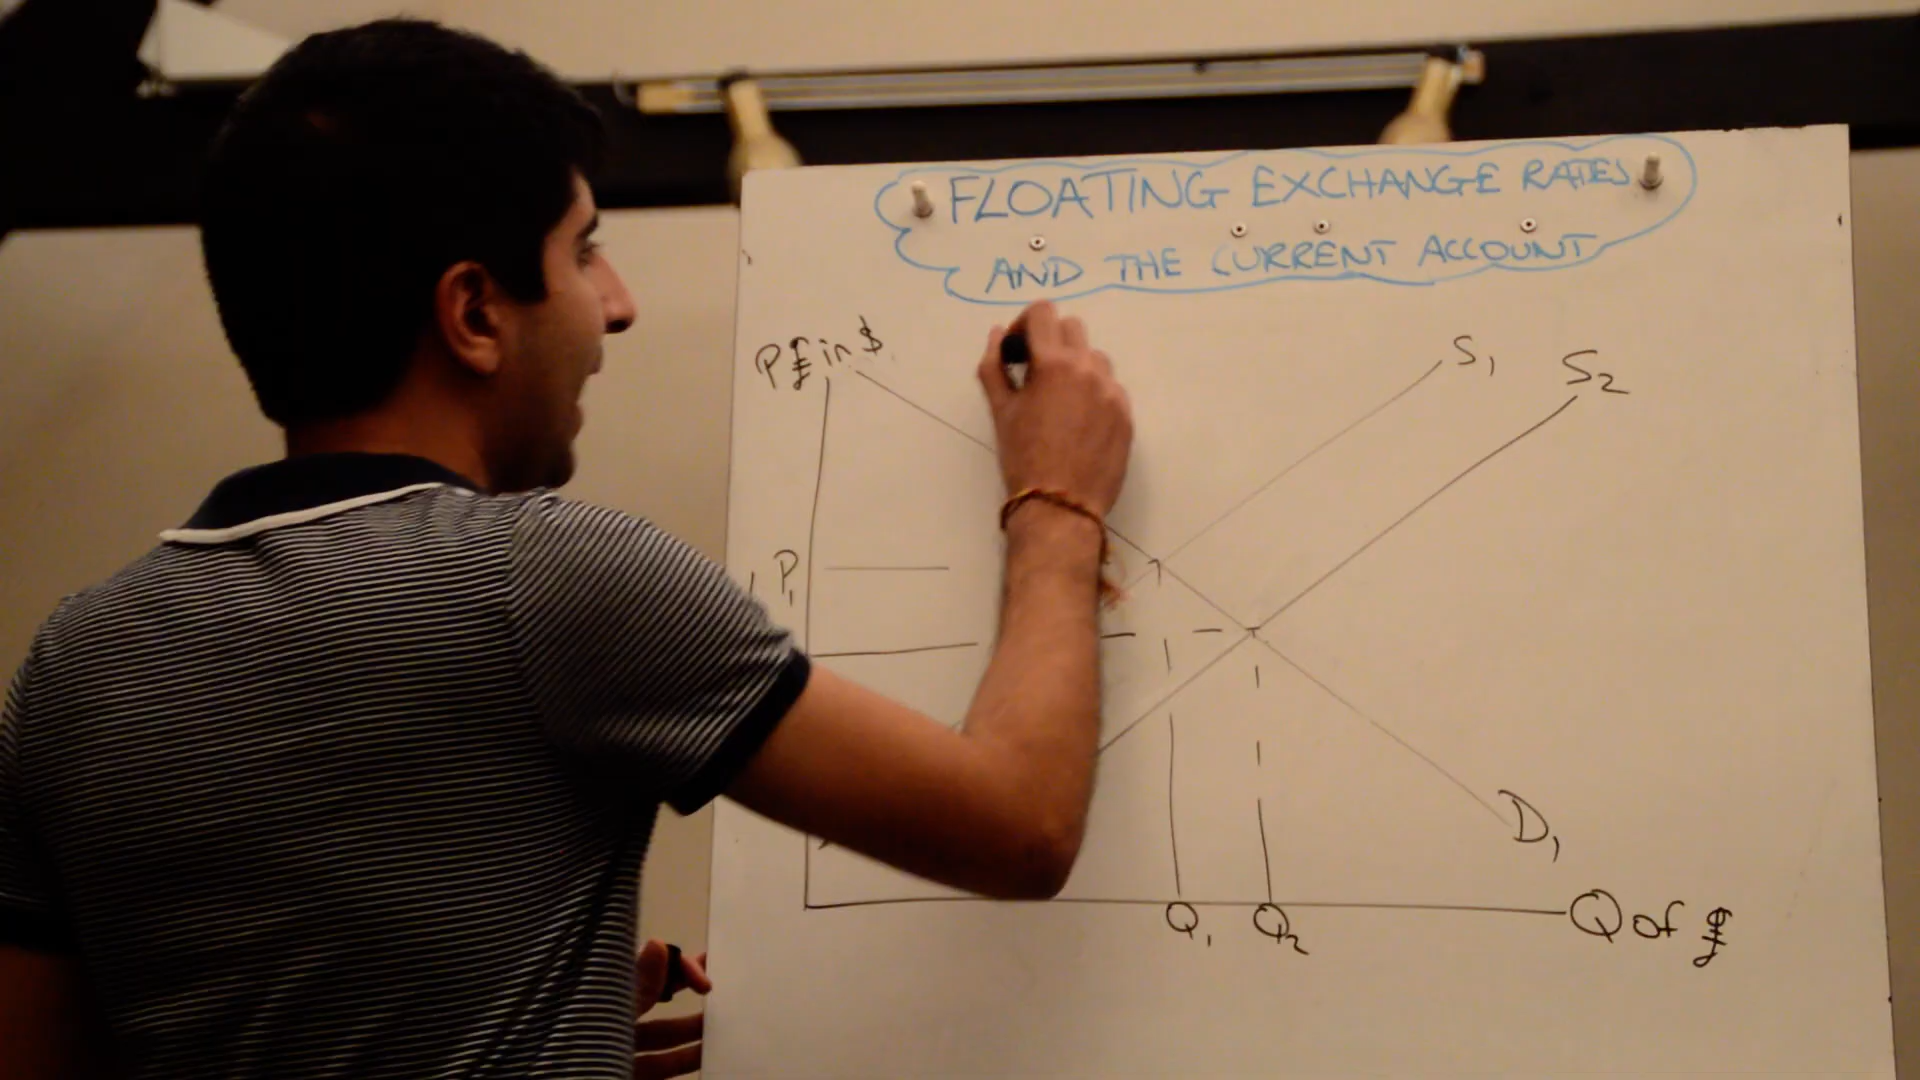 FLOATING EXCHANGE RATES
AND THE CURRENT ACCOUNT
P£ in $
S1
S2
P1
D1
Q1 Q2
Q of £